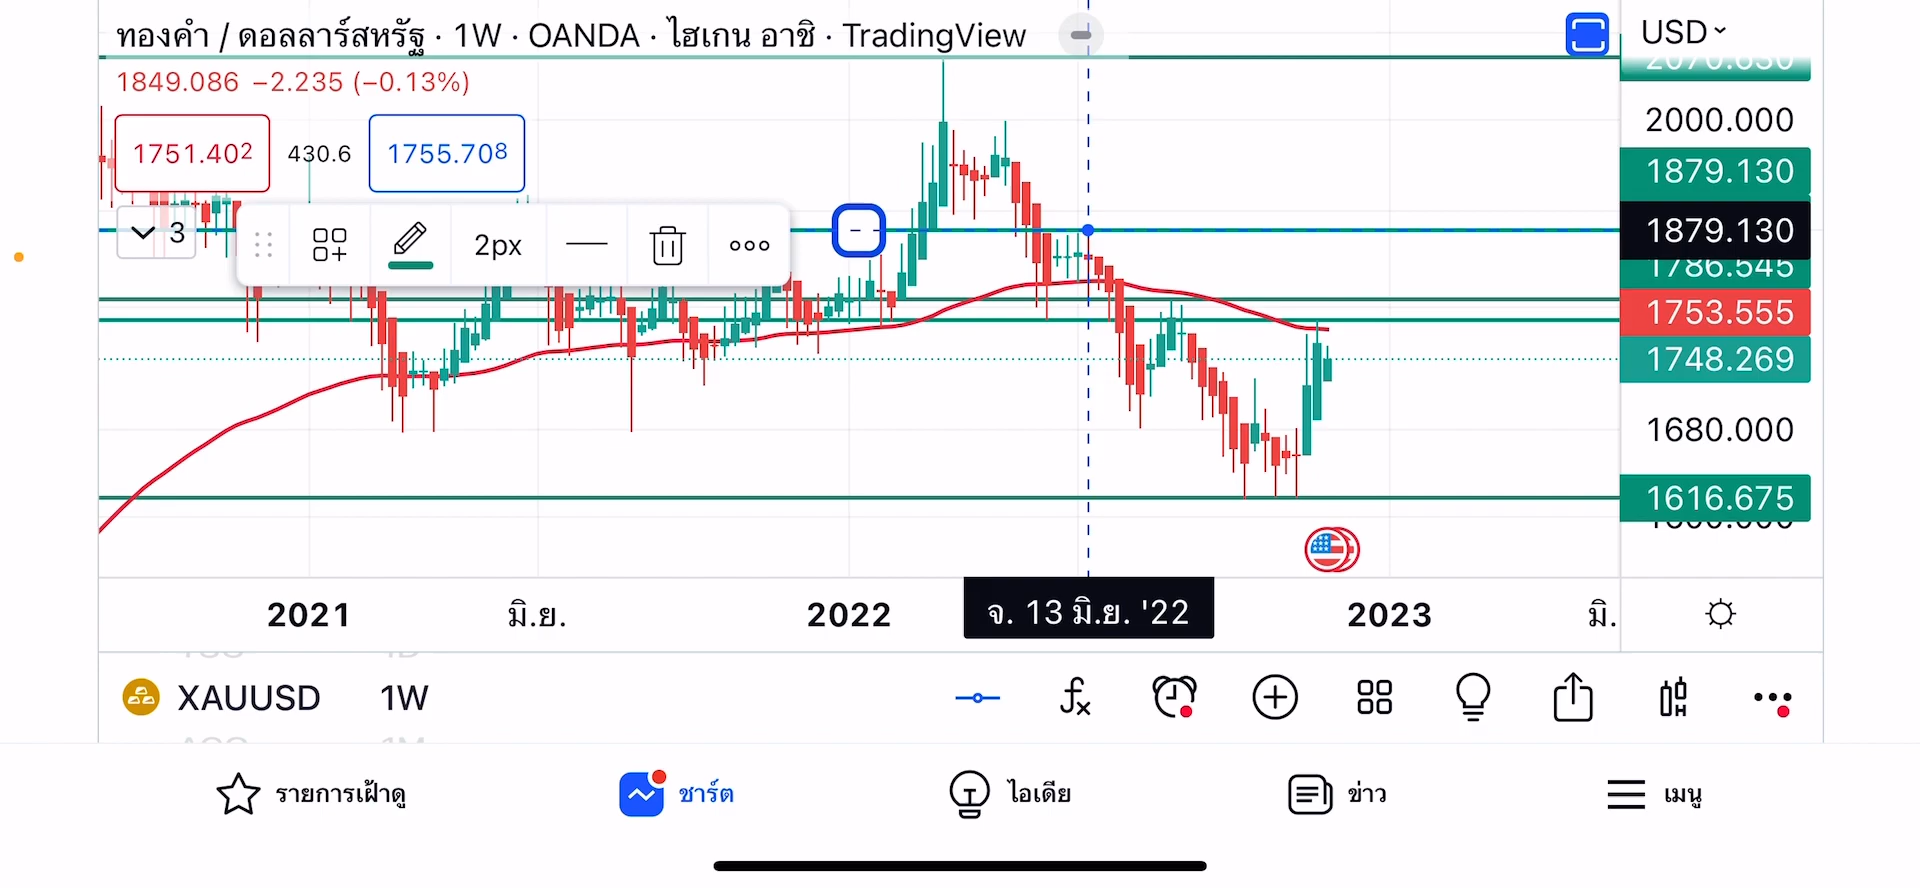 ทองคำ / ดอลลาร์สหรัฐ · 1W · OANDA · ไฮเกน อาชิ · TradingView
1849.086 −2.235 (−0.13%)
1751.402 430.6 1755.708
3 2px
USD
2070.630
2000.000
1879.130
1879.130
1786.545
1753.555
1748.269
1680.000
1616.675
2021 มิ.ย. 2022 จ. 13 มิ.ย. '22 2023 มิ.
XAUUSD 1W
รายการเฝ้าดู ชาร์ต ไอเดีย ข่าว เมนู